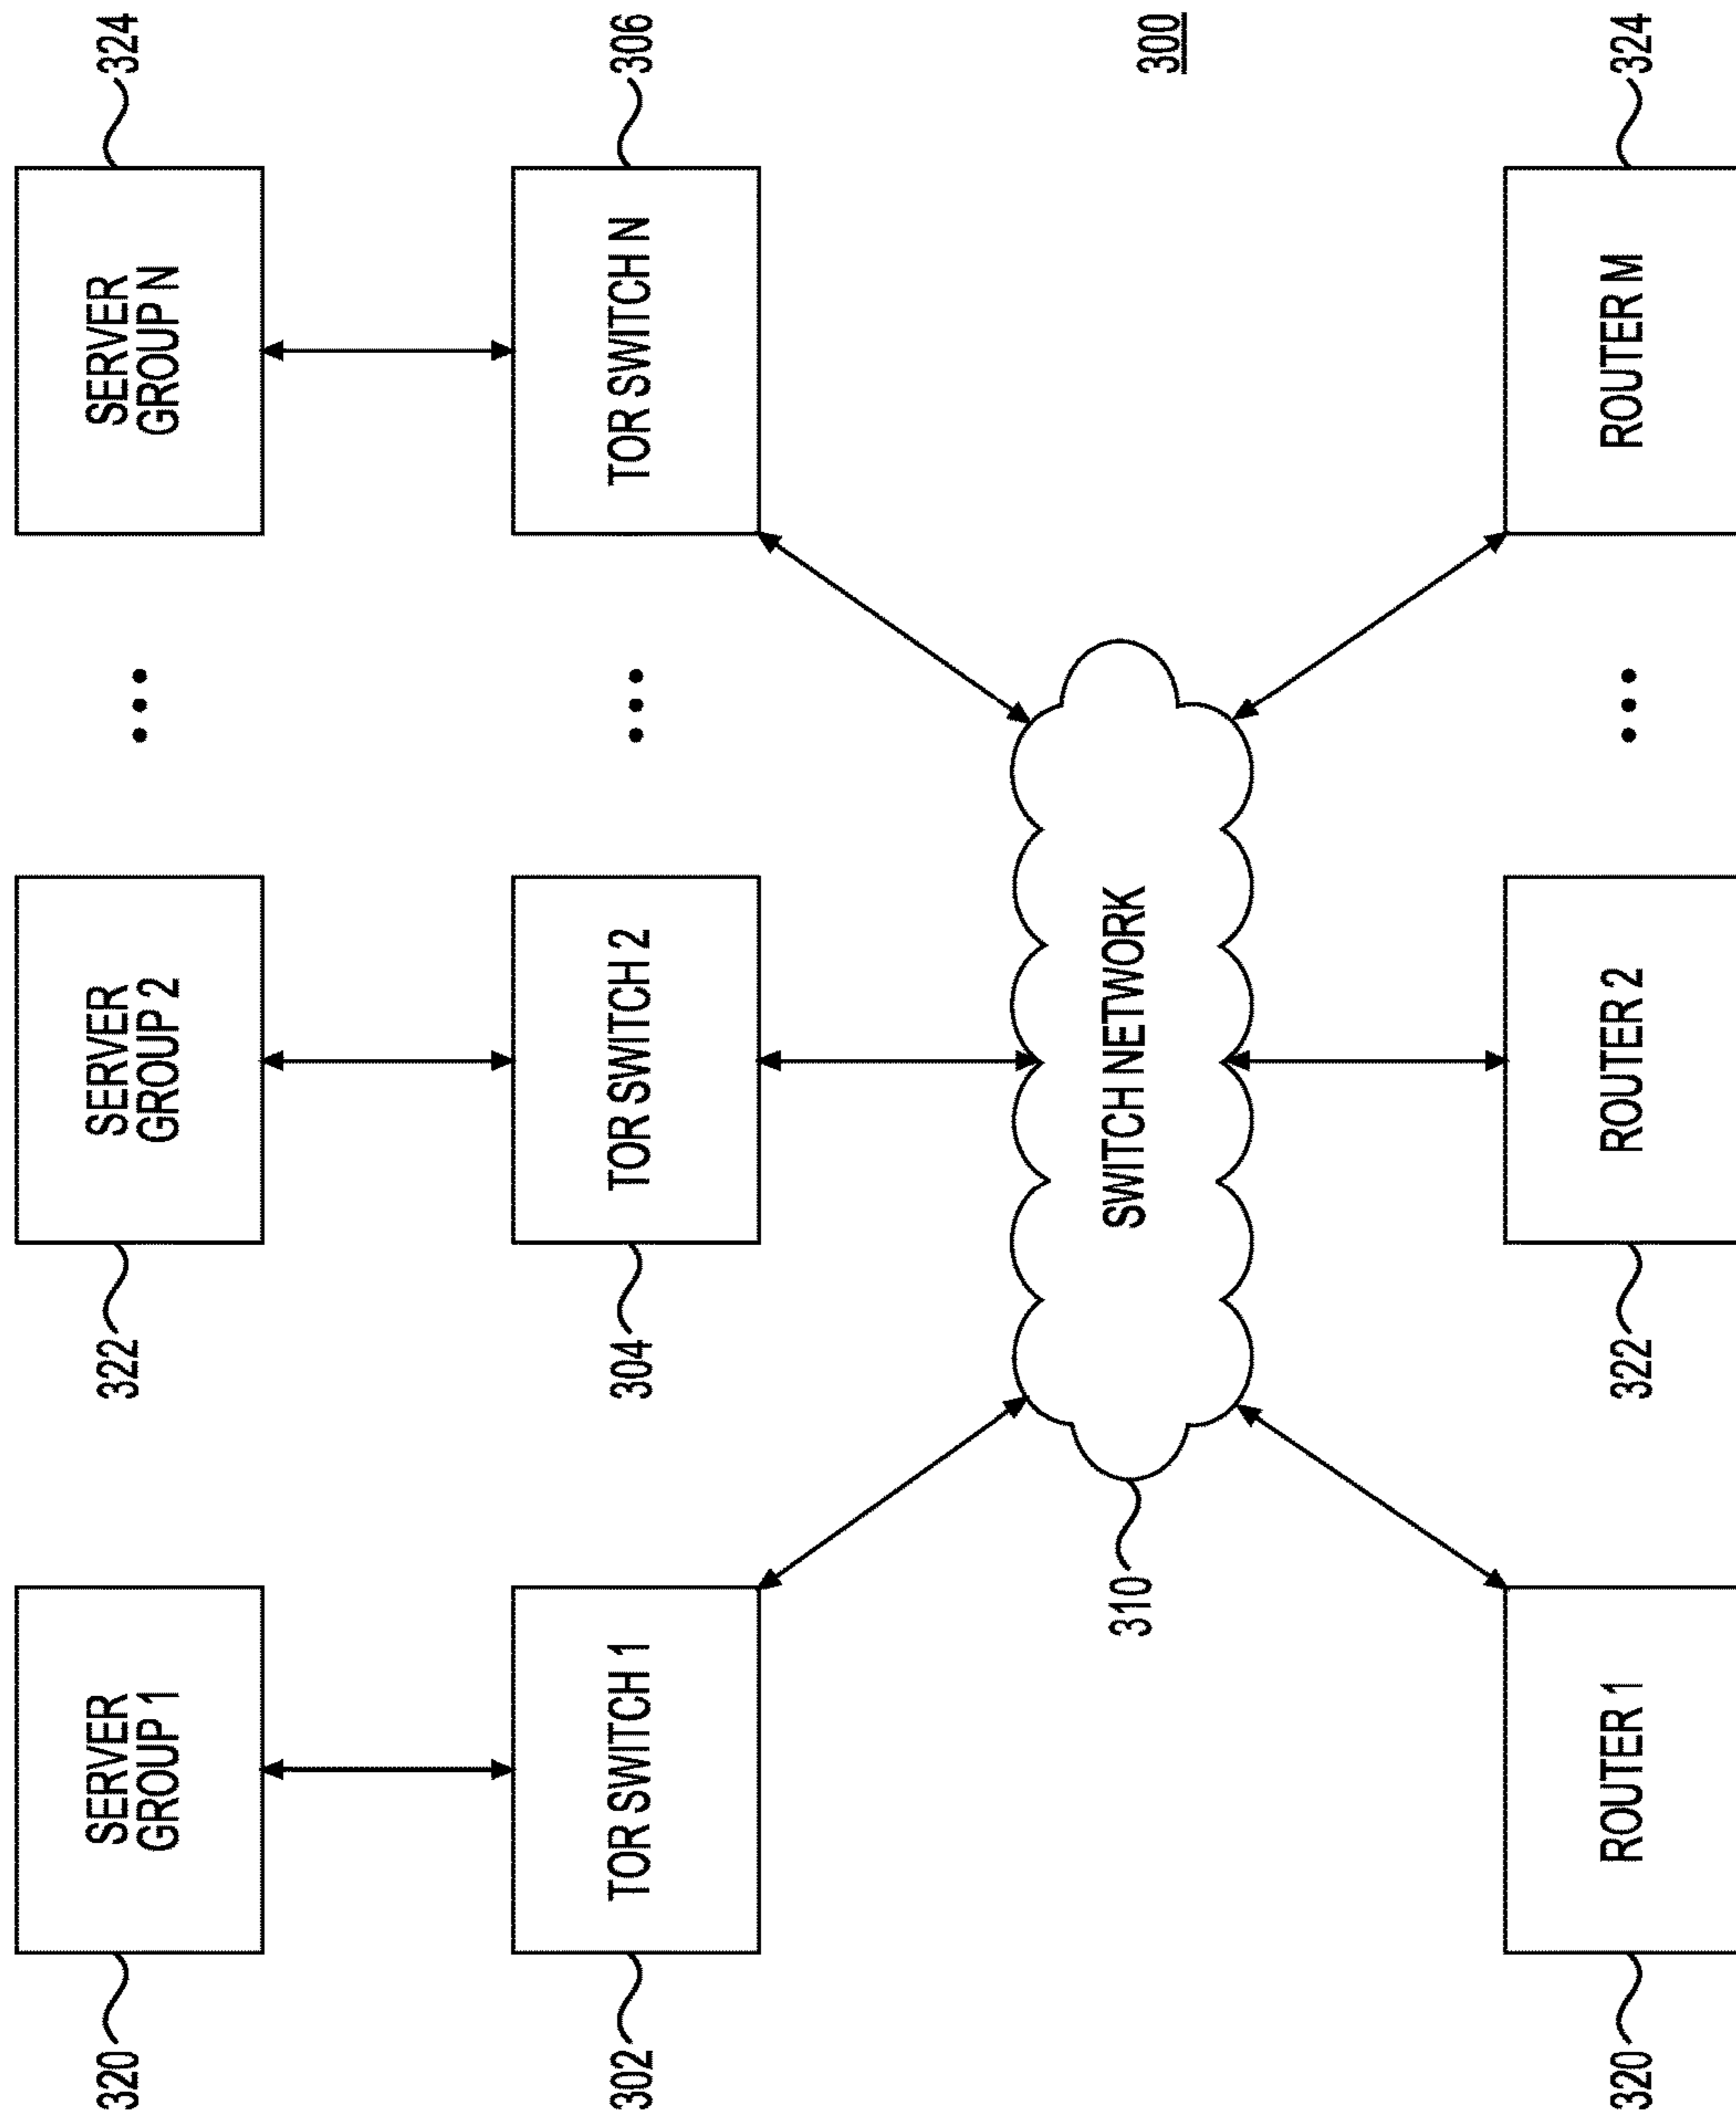 320
SERVER
GROUP 1
322
SERVER
GROUP 2
SERVER
GROUP N
324
302
TOR SWITCH 1
304
TOR SWITCH 2
TOR SWITCH N
306
310
SWITCH NETWORK
300
320
ROUTER 1
322
ROUTER 2
ROUTER M
324